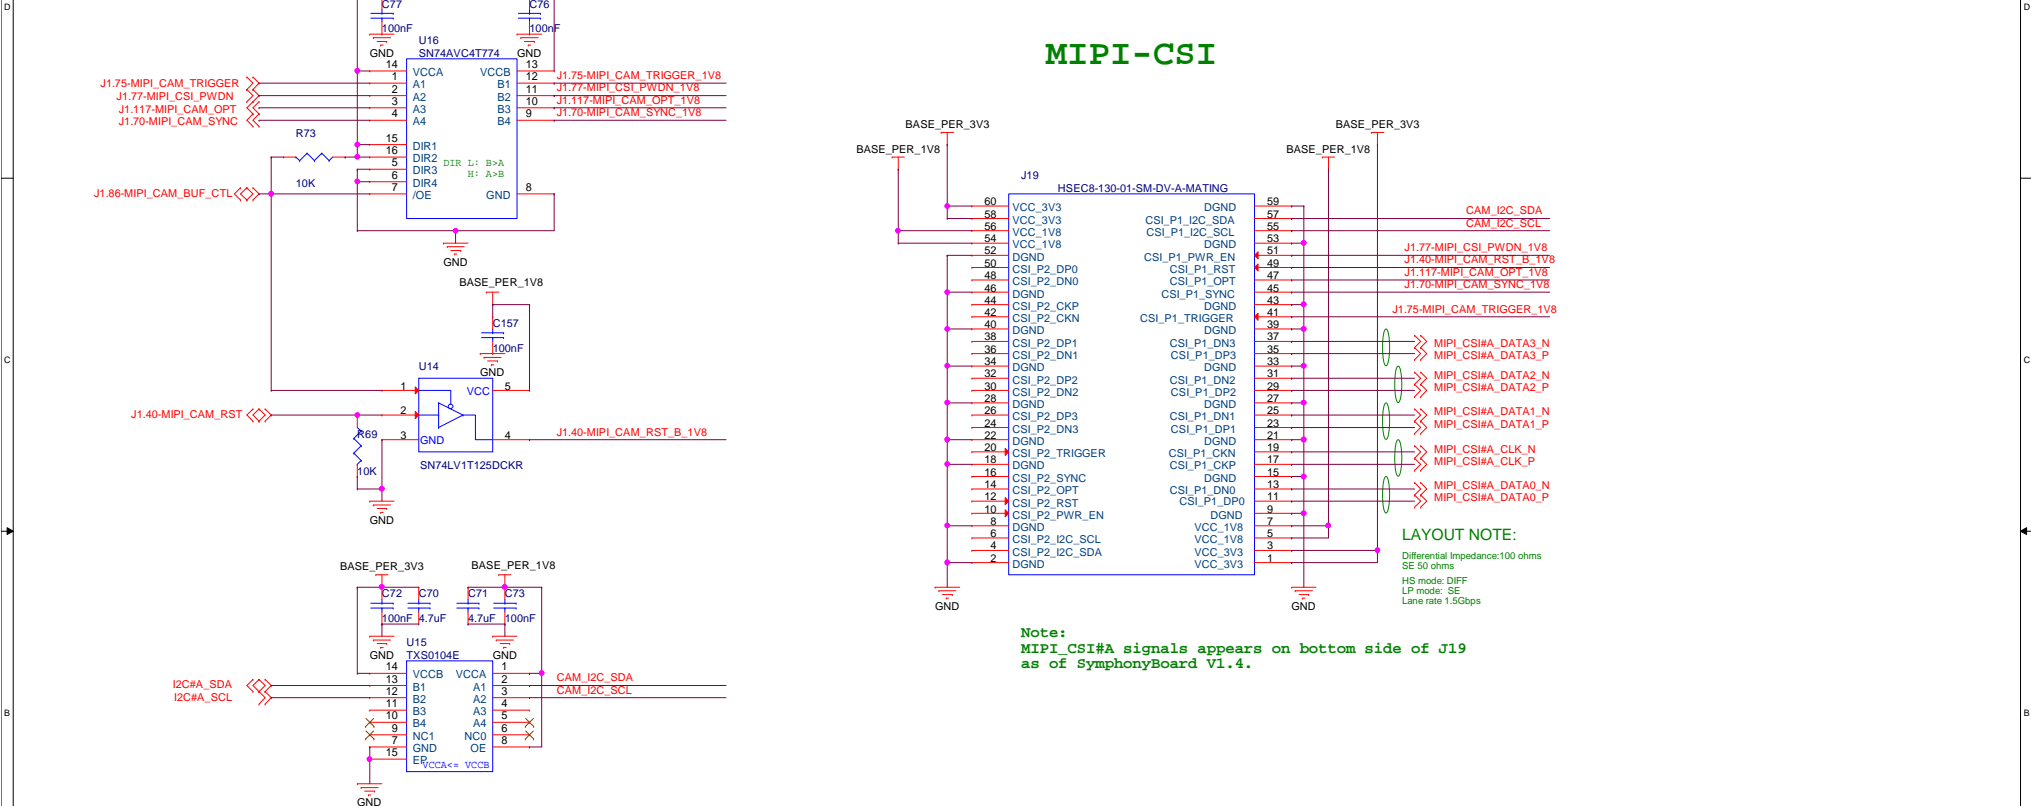 D
D
C77
100nF
GND
C76
100nF
GND
U16
SN74AVC4T774
14 VCCA VCCB 13
1 A1 B1 12
2 A2 B2 11
3 A3 B3 10
4 A4 B4 9
15 DIR1
16 DIR2
5 DIR3
6 DIR4
7 /OE GND 8
DIR L: B>A
H: A>B
J1.75-MIPI_CAM_TRIGGER
J1.77-MIPI_CSI_PWDN
J1.117-MIPI_CAM_OPT
J1.70-MIPI_CAM_SYNC
R73
10K
J1.86-MIPI_CAM_BUF_CTL
J1.75-MIPI_CAM_TRIGGER_1V8
J1.77-MIPI_CSI_PWDN_1V8
J1.117-MIPI_CAM_OPT_1V8
J1.70-MIPI_CAM_SYNC_1V8
GND
MIPI-CSI
BASE_PER_3V3
BASE_PER_1V8
BASE_PER_3V3
BASE_PER_1V8
J19
HSEC8-130-01-SM-DV-A-MATING
60 VCC_3V3 DGND 59
58 VCC_3V3 CSI_P1_I2C_SDA 57
56 VCC_1V8 CSI_P1_I2C_SCL 55
54 VCC_1V8 DGND 53
52 DGND CSI_P1_PWR_EN 51
50 CSI_P2_DP0 CSI_P1_RST 49
48 CSI_P2_DN0 CSI_P1_OPT 47
46 DGND CSI_P1_SYNC 45
44 CSI_P2_CKP DGND 43
42 CSI_P2_CKN CSI_P1_TRIGGER 41
40 DGND DGND 39
38 CSI_P2_DP1 CSI_P1_DN3 37
36 CSI_P2_DN1 CSI_P1_DP3 35
34 DGND DGND 33
32 CSI_P2_DP2 CSI_P1_DN2 31
30 CSI_P2_DN2 CSI_P1_DP2 29
28 DGND DGND 27
26 CSI_P2_DP3 CSI_P1_DN1 25
24 CSI_P2_DN3 CSI_P1_DP1 23
22 DGND DGND 21
20 CSI_P2_TRIGGER CSI_P1_CKN 19
18 DGND CSI_P1_CKP 17
16 CSI_P2_SYNC DGND 15
14 CSI_P2_OPT CSI_P1_DN0 13
12 CSI_P2_RST CSI_P1_DP0 11
10 CSI_P2_PWR_EN DGND 9
8 DGND VCC_1V8 7
6 CSI_P2_I2C_SCL VCC_1V8 5
4 CSI_P2_I2C_SDA VCC_3V3 3
2 DGND VCC_3V3 1
CAM_I2C_SDA
CAM_I2C_SCL
J1.77-MIPI_CSI_PWDN_1V8
J1.40-MIPI_CAM_RST_B_1V8
J1.117-MIPI_CAM_OPT_1V8
J1.70-MIPI_CAM_SYNC_1V8
J1.75-MIPI_CAM_TRIGGER_1V8
MIPI_CSI#A_DATA3_N
MIPI_CSI#A_DATA3_P
MIPI_CSI#A_DATA2_N
MIPI_CSI#A_DATA2_P
MIPI_CSI#A_DATA1_N
MIPI_CSI#A_DATA1_P
MIPI_CSI#A_CLK_N
MIPI_CSI#A_CLK_P
MIPI_CSI#A_DATA0_N
MIPI_CSI#A_DATA0_P
GND
GND
LAYOUT NOTE:
Differential Impedance:100 ohms
SE 50 ohms
HS mode: DIFF
LP mode: SE
Lane rate 1.5Gbps
Note:
MIPI_CSI#A signals appears on bottom side of J19
as of SymphonyBoard V1.4.
BASE_PER_1V8
C157
100nF
GND
C
C
U14
1 VCC 5
2
3 GND 4
SN74LV1T125DCKR
J1.40-MIPI_CAM_RST
R69
10K
GND
J1.40-MIPI_CAM_RST_B_1V8
BASE_PER_3V3
BASE_PER_1V8
C72
100nF
C70
4.7uF
C71
4.7uF
C73
100nF
GND
GND
U15
TXS0104E
14 VCCB VCCA 1
13 B1 A1 2
12 B2 A2 3
11 B3 A3 4
10 B4 A4 5
9 NC1 NC0 6
7 GND OE 8
15 EP
VCCA<= VCCB
I2C#A_SDA
I2C#A_SCL
CAM_I2C_SDA
CAM_I2C_SCL
GND
B
B